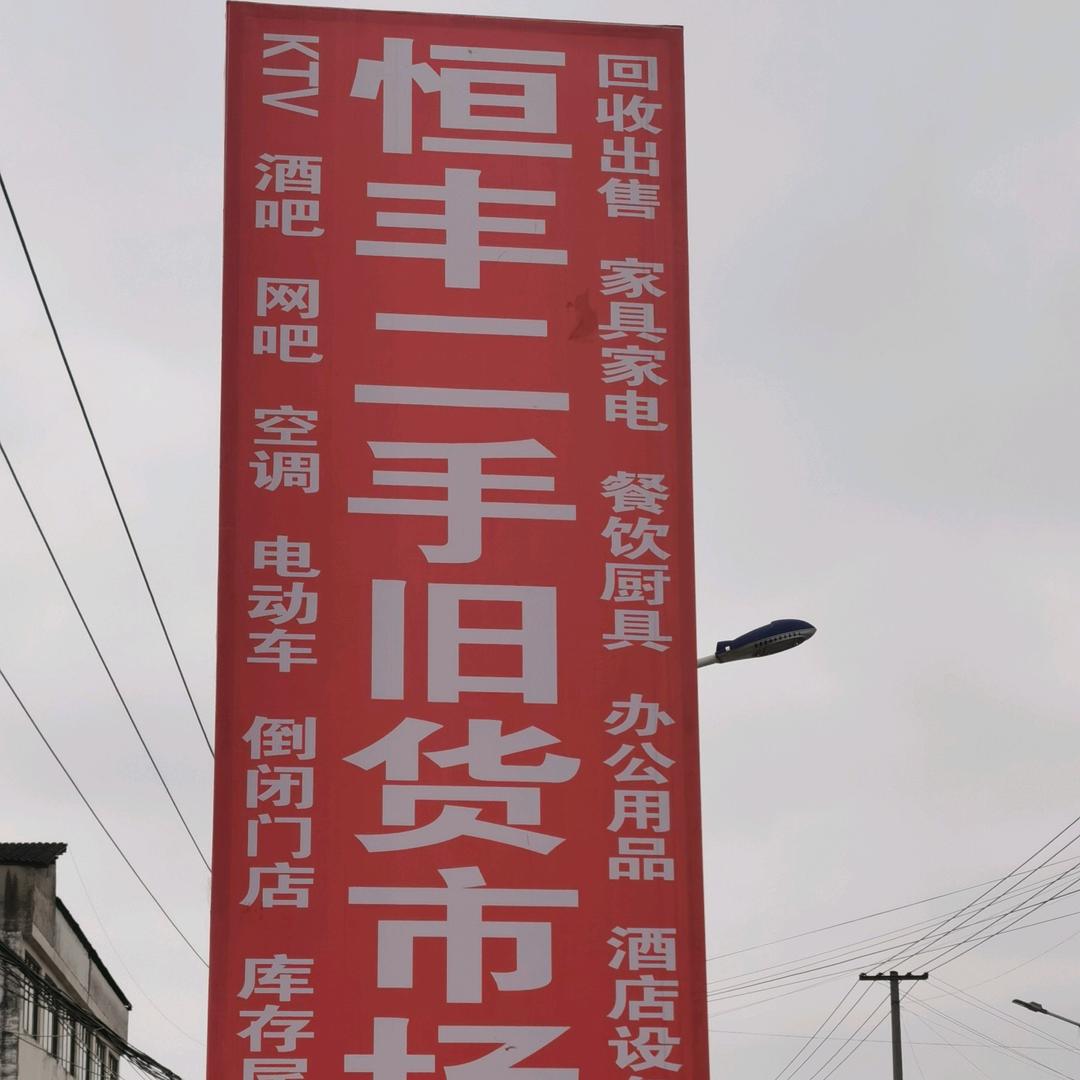 回收出售 家具家电 餐饮厨具 办公用品 酒店设
恒丰二手旧货市场
KTV 酒吧 网吧 空调 电动车 倒闭门店 库存